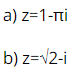 a) z=1-πi
b) z=√2-i